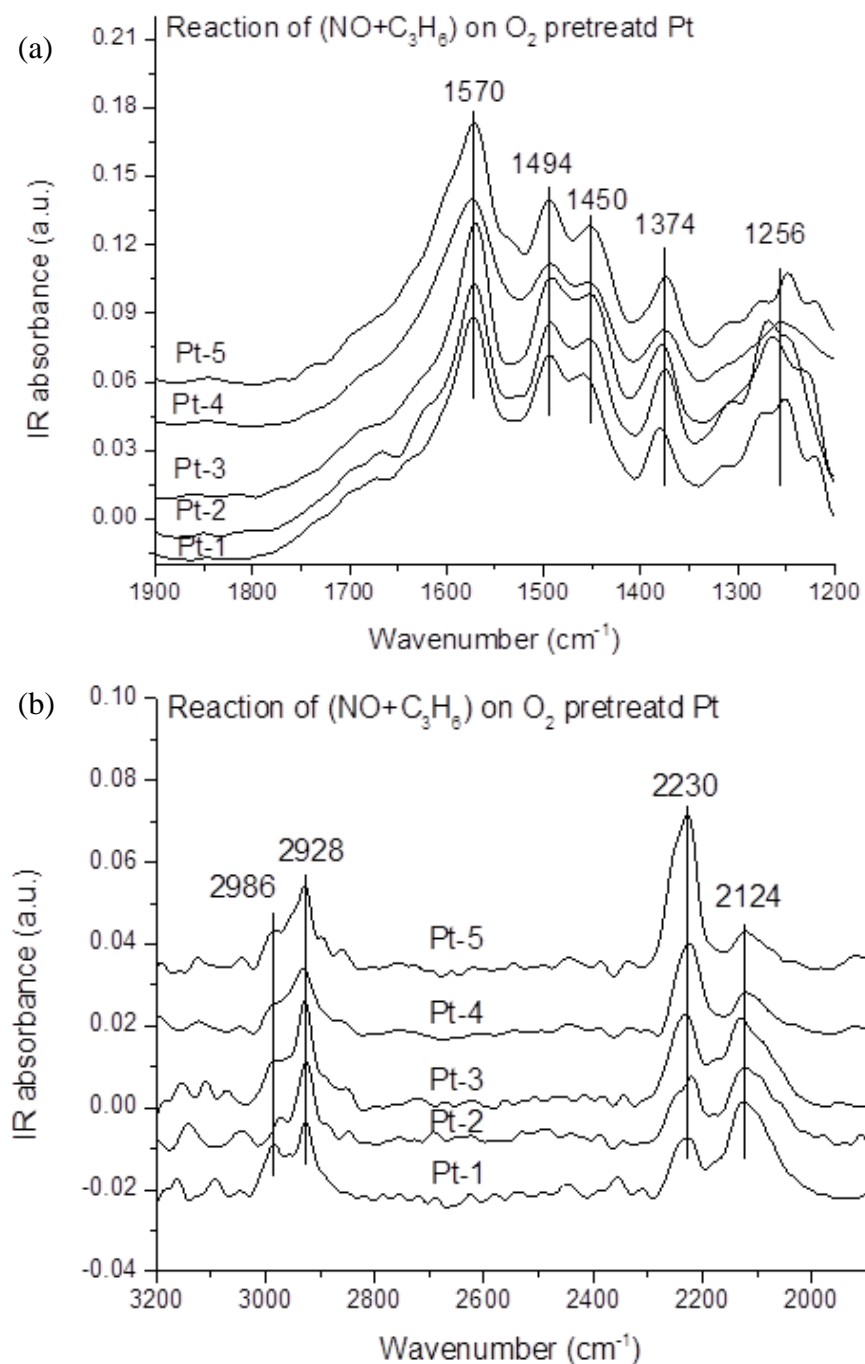 (a)
Reaction of (NO+C₃H₆) on O₂ pretreatd Pt
0.21
0.18
0.15
0.12
0.09
0.06
0.03
0.00
IR absorbance (a.u.)
1570
1494
1450
1374
1256
Pt-5
Pt-4
Pt-3
Pt-2
Pt-1
1900 1800 1700 1600 1500 1400 1300 1200
Wavenumber (cm⁻¹)
(b)
Reaction of (NO+C₃H₆) on O₂ pretreatd Pt
0.10
0.08
0.06
0.04
0.02
0.00
-0.02
-0.04
IR absorbance (a.u.)
2986
2928
2230
2124
Pt-5
Pt-4
Pt-3
Pt-2
Pt-1
3200 3000 2800 2600 2400 2200 2000
Wavenumber (cm⁻¹)